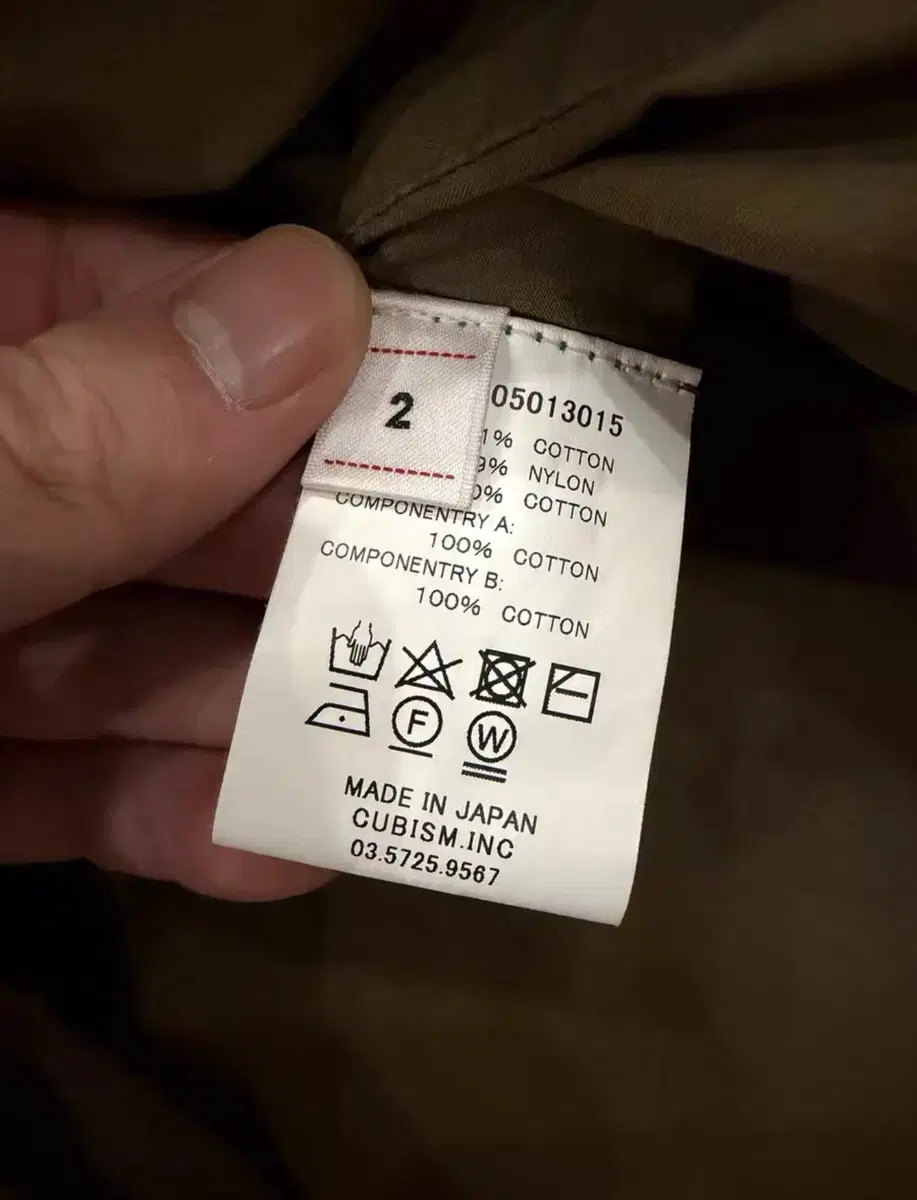 2
05013015
1% COTTON
9% NYLON
0% COTTON
COMPONENTRY A:
100% COTTON
COMPONENTRY B:
100% COTTON
F
W
MADE IN JAPAN
CUBISM.INC
03.5725.9567